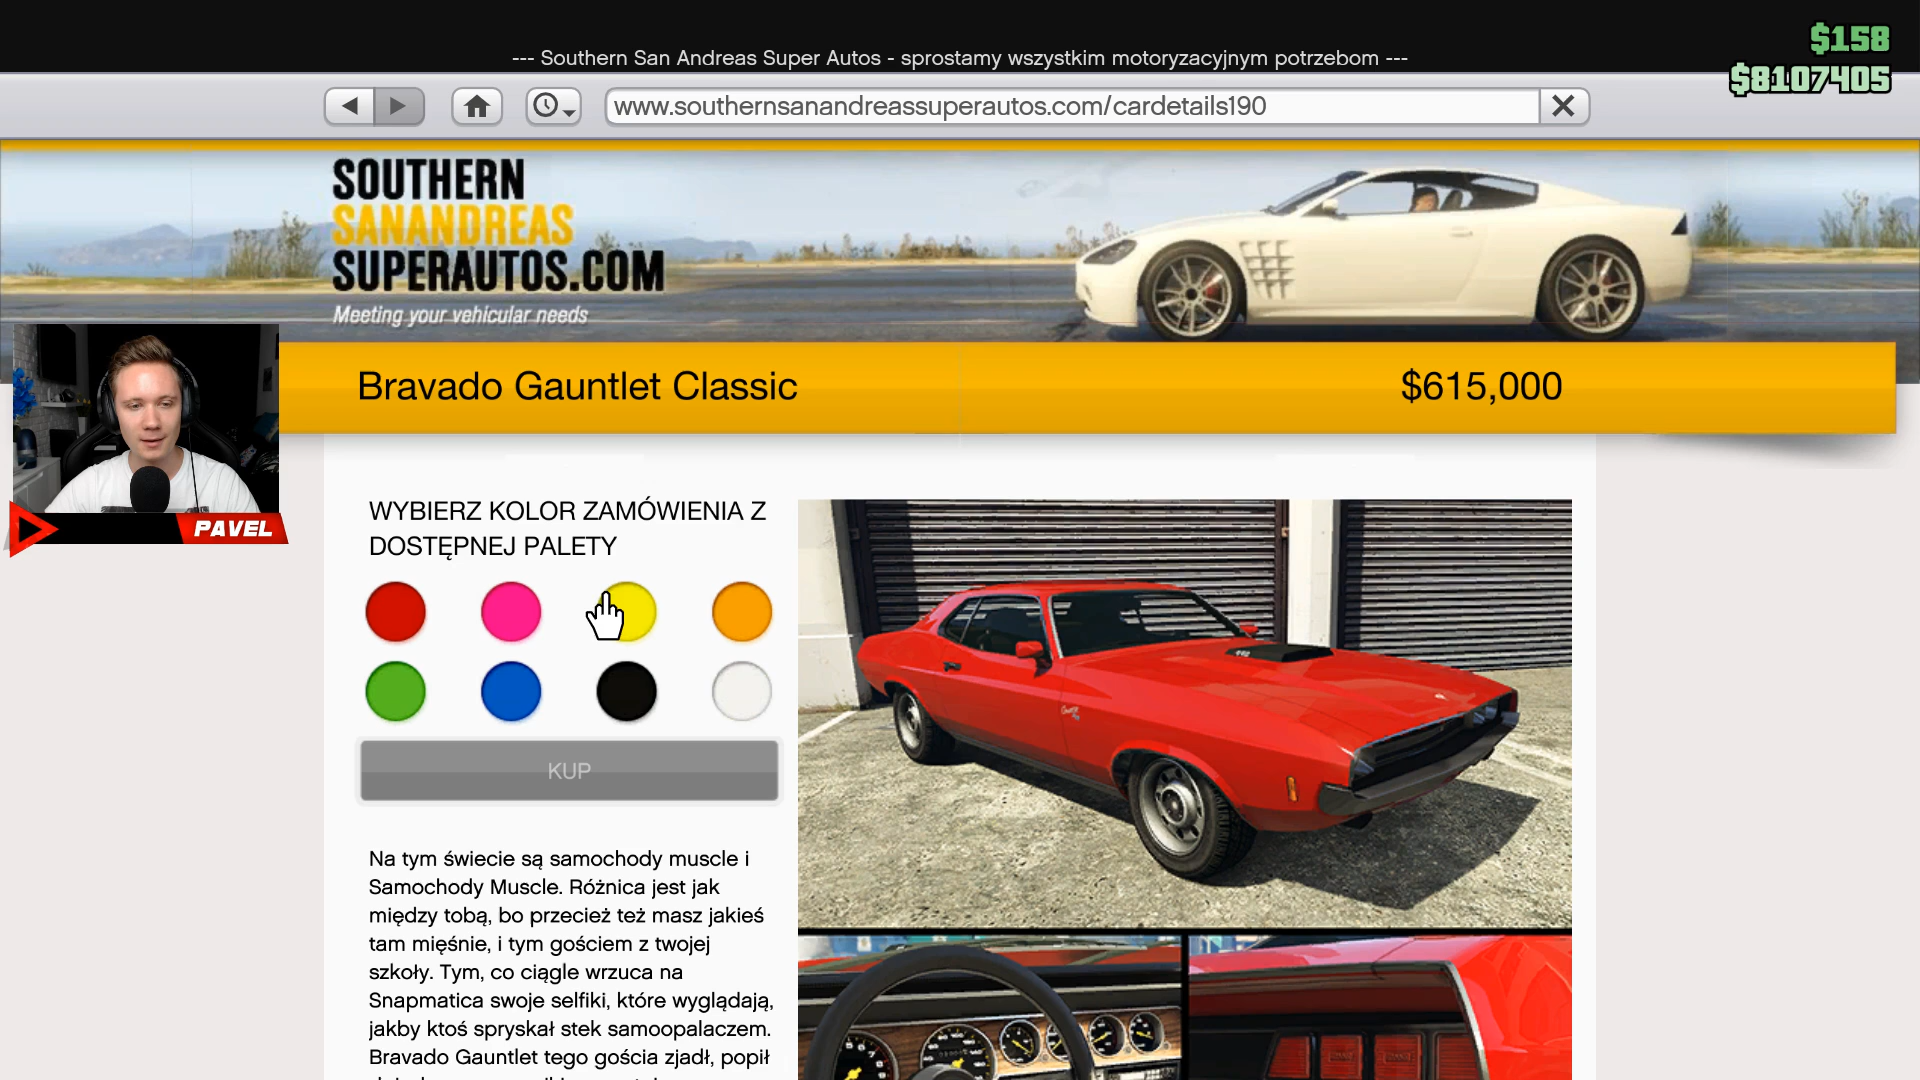 --- Southern San Andreas Super Autos - sprostamy wszystkim motoryzacyjnym potrzebom ---
$158
$8107405
www.southernsanandreassuperautos.com/cardetails190
SOUTHERN
SANANDREAS
SUPERAUTOS.COM
Meeting your vehicular needs
Bravado Gauntlet Classic
$615,000
PAVEL
WYBIERZ KOLOR ZAMÓWIENIA Z
DOSTĘPNEJ PALETY
KUP
Na tym świecie są samochody muscle i
Samochody Muscle. Różnica jest jak
między tobą, bo przecież też masz jakieś
tam mięśnie, i tym gościem z twojej
szkoły. Tym, co ciągle wrzuca na
Snapmatica swoje selfiki, które wyglądają,
jakby ktoś spryskał stek samoopalaczem.
Bravado Gauntlet tego gościa zjadł, popił